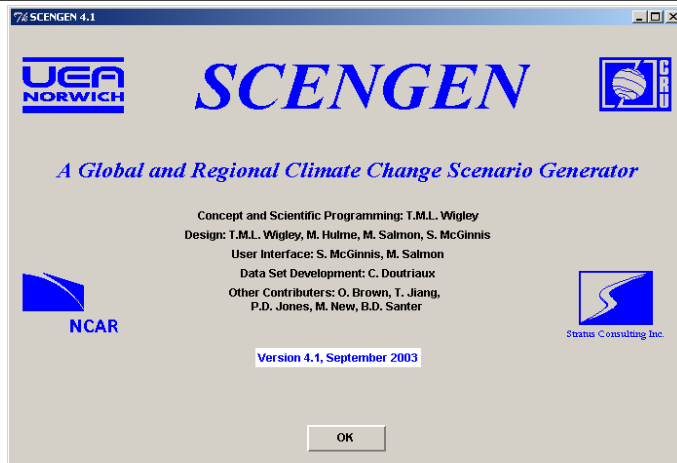 SCENGEN 4.1
UEA
NORWICH
SCENGEN
CRU
A Global and Regional Climate Change Scenario Generator
Concept and Scientific Programming: T.M.L. Wigley
Design: T.M.L. Wigley, M. Hulme, M. Salmon, S. McGinnis
User Interface: S. McGinnis, M. Salmon
Data Set Development: C. Doutriaux
Other Contributers: O. Brown, T. Jiang,
P.D. Jones, M. New, B.D. Santer
NCAR
Stratus Consulting Inc.
Version 4.1, September 2003
OK